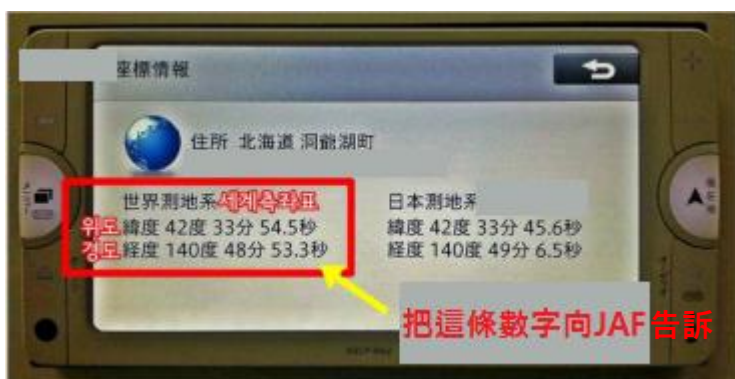 座標情報
住所 北海道 洞爺湖町
世界測地系 세계측좌표
위도 緯度 42度 33分 54.5秒
경도 経度 140度 48分 53.3秒
日本測地系
緯度 42度 33分 45.6秒
経度 140度 49分 6.5秒
把這條數字向JAF告訴